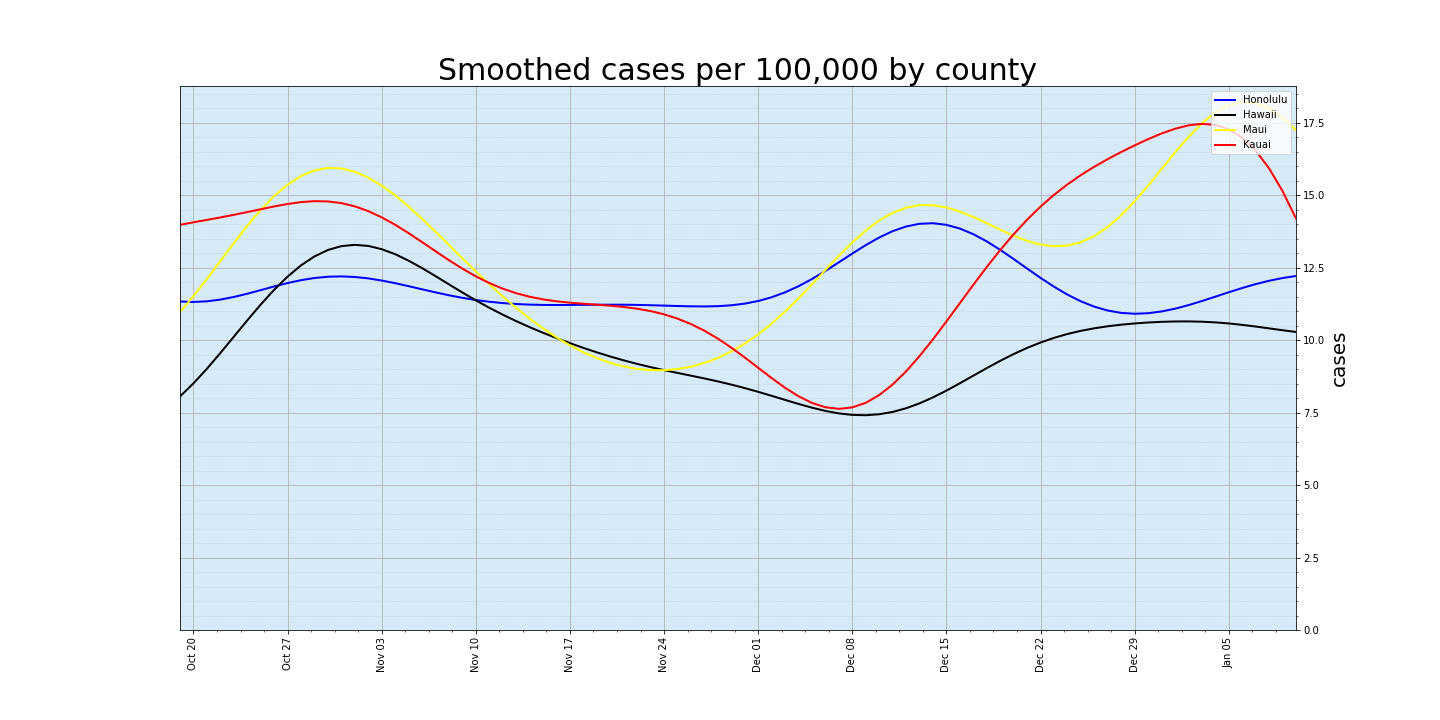 Smoothed cases per 100,000 by county
Honolulu
Hawaii
Maui
Kauai
17.5
15.0
12.5
10.0
7.5
5.0
2.5
0.0
cases
Oct 20
Oct 27
Nov 03
Nov 10
Nov 17
Nov 24
Dec 01
Dec 08
Dec 15
Dec 22
Dec 29
Jan 05